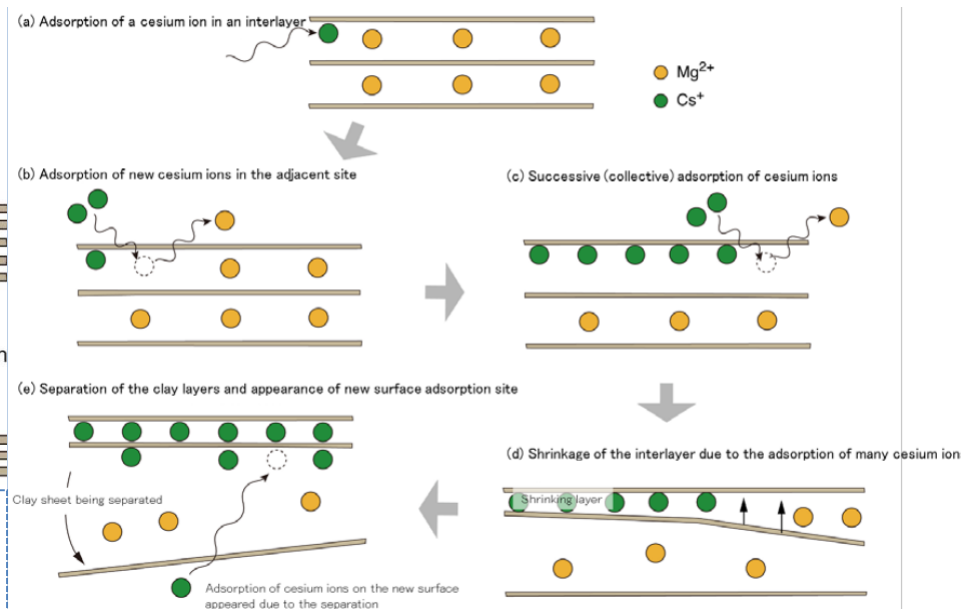 (a) Adsorption of a cesium ion in an interlayer
Mg2+
Cs+
(b) Adsorption of new cesium ions in the adjacent site
(c) Successive (collective) adsorption of cesium ions
n
(e) Separation of the clay layers and appearance of new surface adsorption site
(d) Shrinkage of the interlayer due to the adsorption of many cesium ion
Clay sheet being separated
Shrinking layer
Adsorption of cesium ions on the new surface
appeared due to the separation